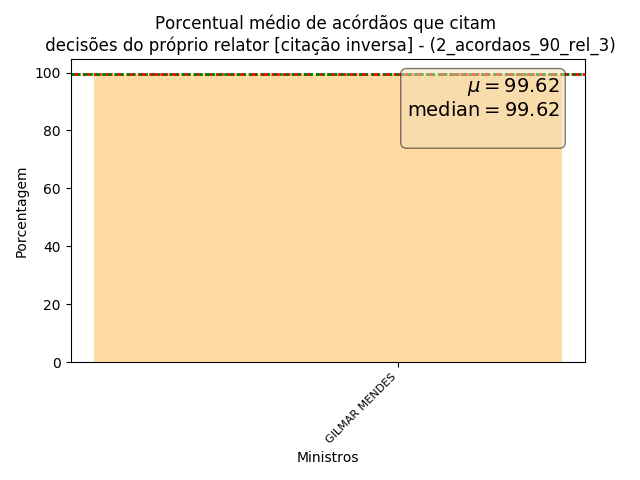 Porcentual médio de acórdãos que citam
decisões do próprio relator [citação inversa] - (2_acordaos_90_rel_3)
100
μ = 99.62
median = 99.62
80
60
40
20
0
Porcentagem
GILMAR MENDES
Ministros